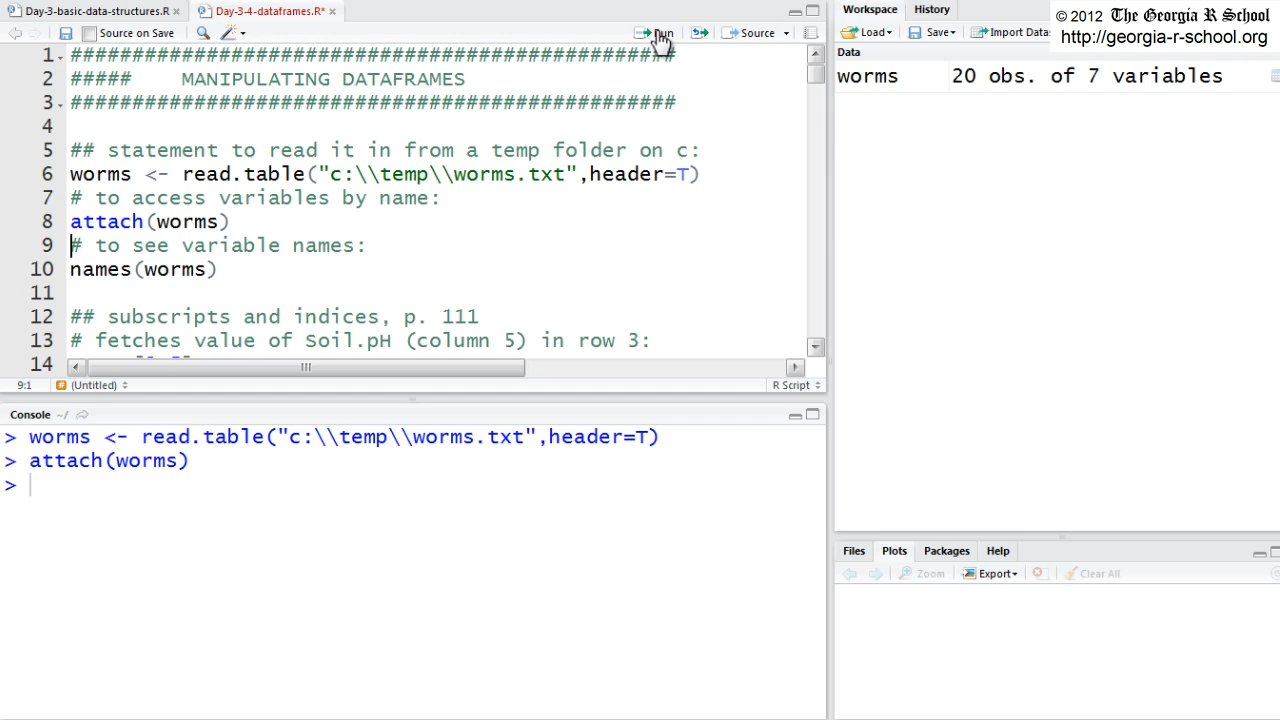 Day-3-basic-data-structures.R
Day-3-4-dataframes.R*
Source on Save
Run
Source
1 ################################################# 
2 #####    MANIPULATING DATAFRAMES
3 #################################################
4
5 ## statement to read it in from a temp folder on c:
6 worms <- read.table("c:\\temp\\worms.txt",header=T)
7 # to access variables by name:
8 attach(worms)
9 # to see variable names:
10 names(worms)
11
12 ## subscripts and indices, p. 111
13 # fetches value of Soil.pH (column 5) in row 3:
14
9:1 (Untitled) R Script
Console ~/
> worms <- read.table("c:\\temp\\worms.txt",header=T)
> attach(worms)
>
Workspace History
Load Save Import Datas
© 2012 The Georgia R School
http://georgia-r-school.org
Data
worms 20 obs. of 7 variables
Files Plots Packages Help
Zoom Export Clear All